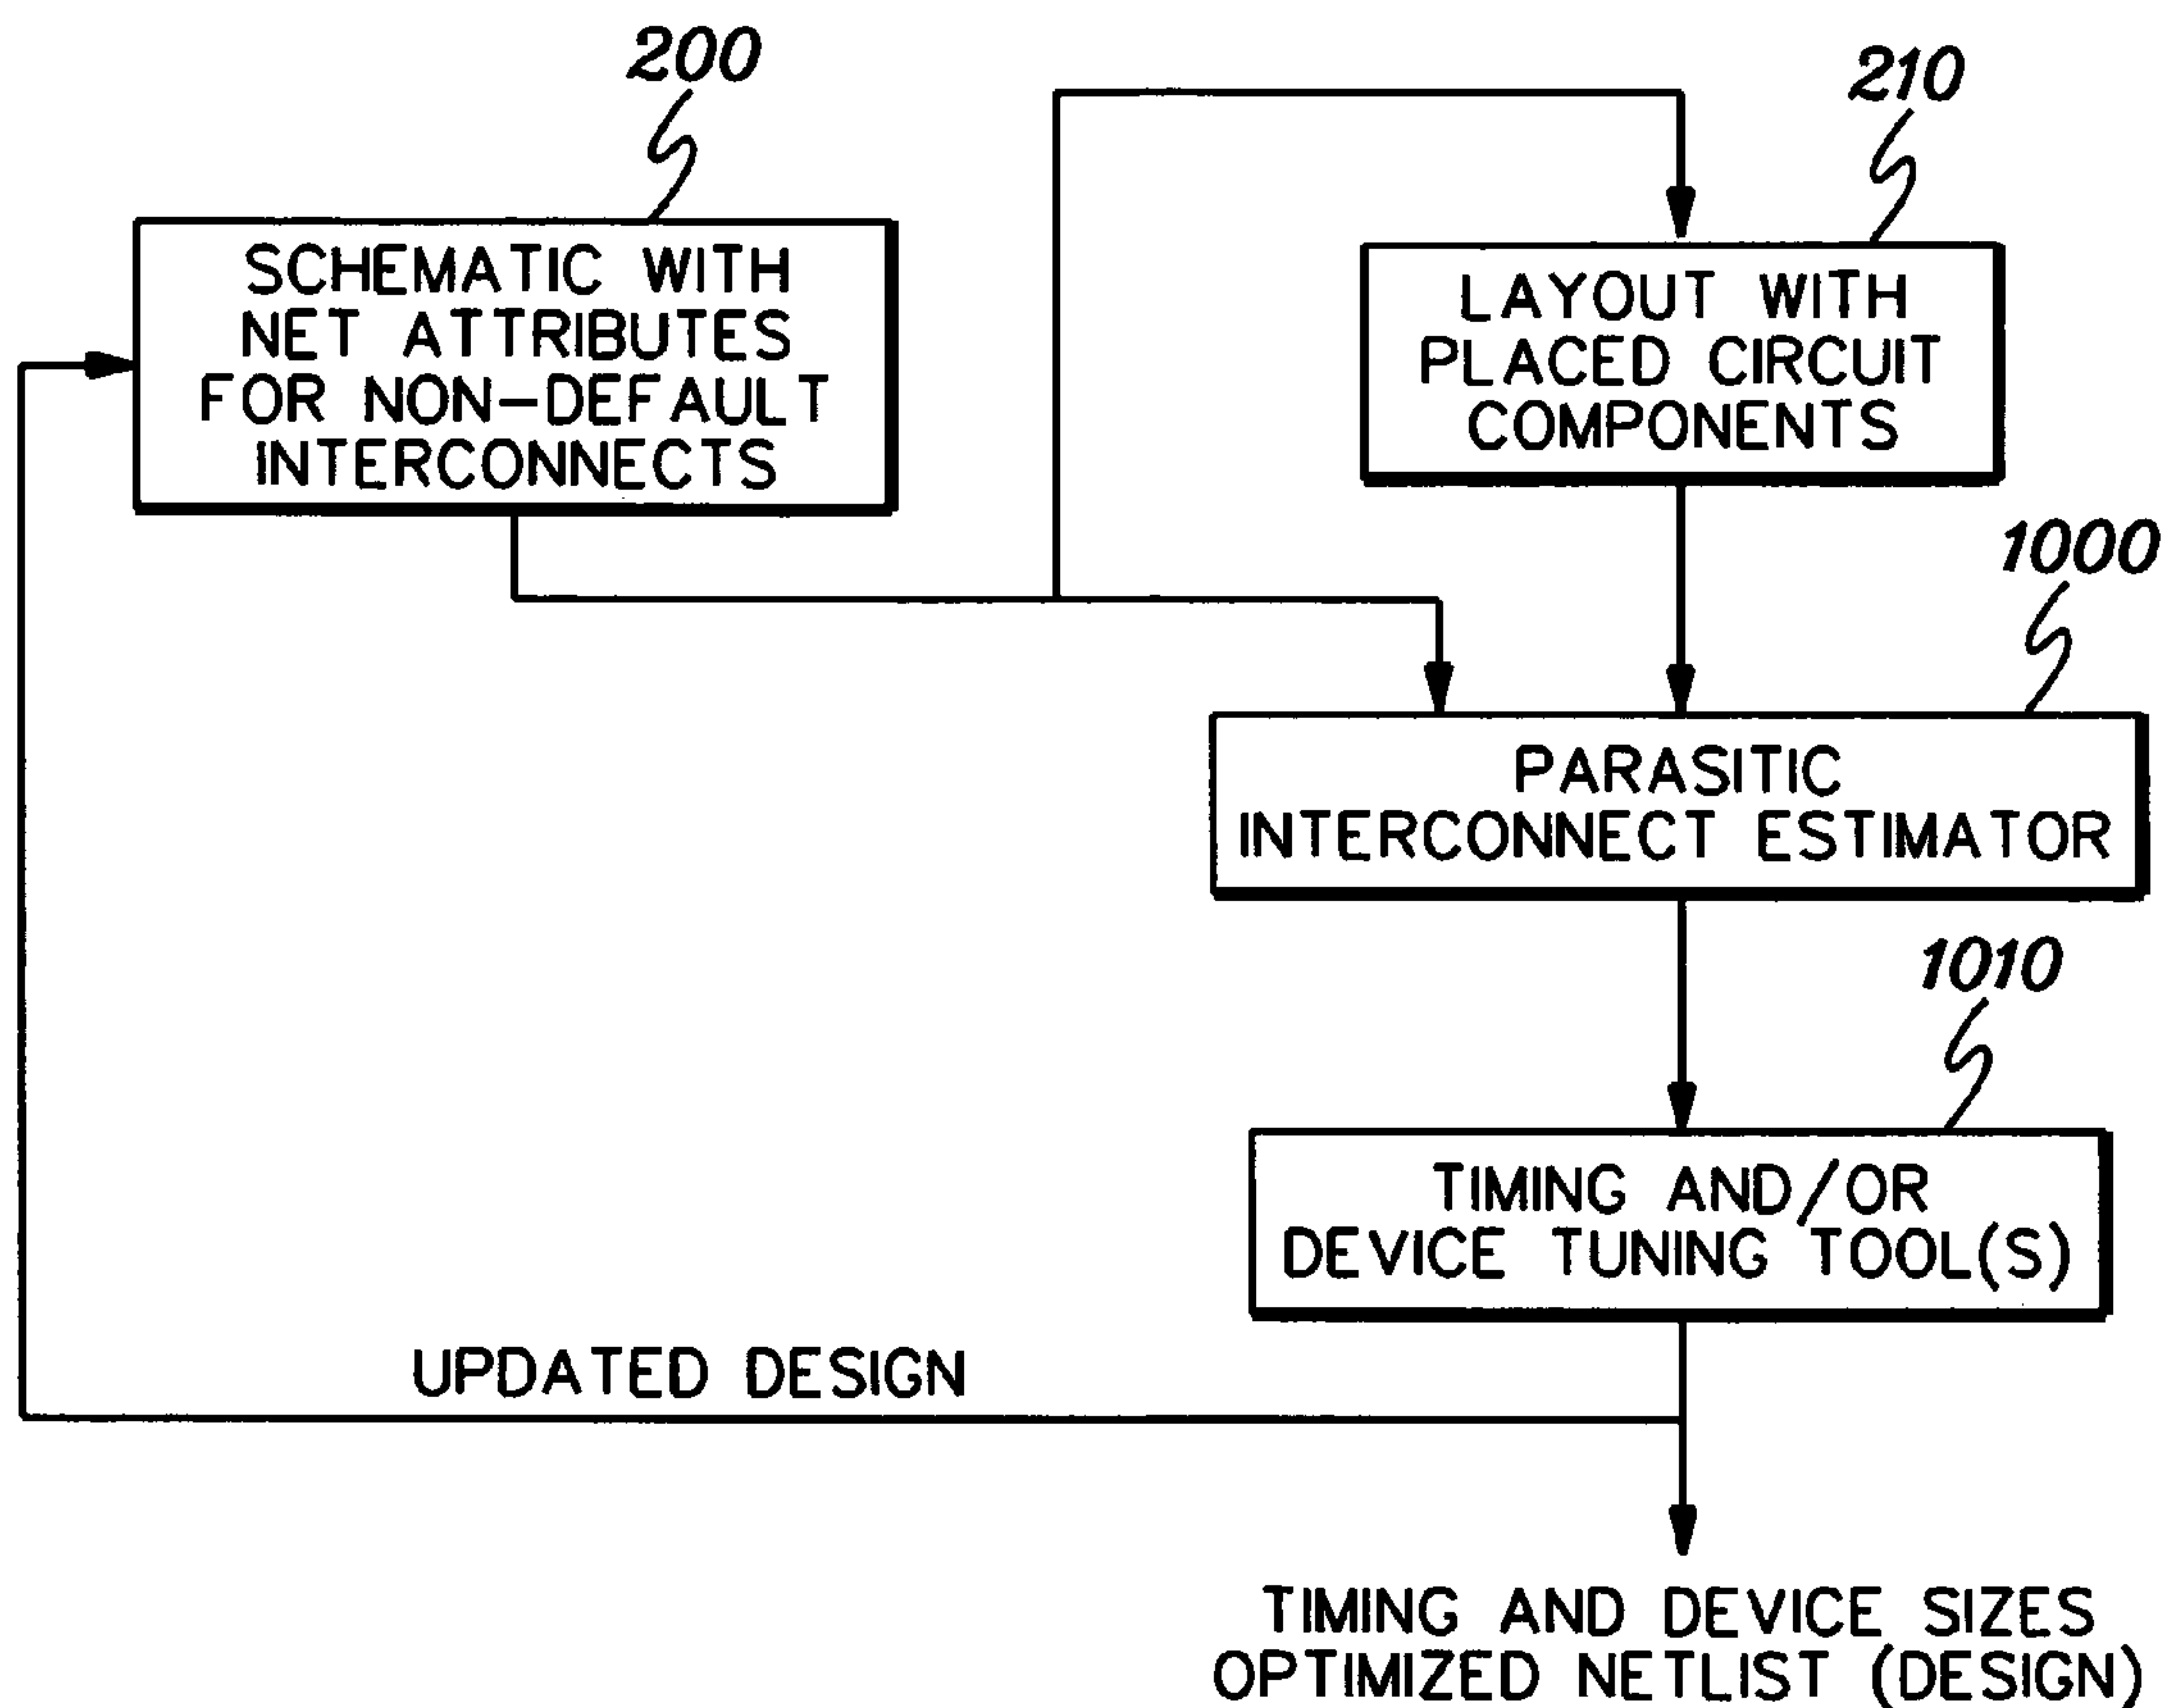 200
SCHEMATIC WITH
NET ATTRIBUTES
FOR NON-DEFAULT
INTERCONNECTS
210
LAYOUT WITH
PLACED CIRCUIT
COMPONENTS
1000
PARASITIC
INTERCONNECT ESTIMATOR
1010
TIMING AND/OR
DEVICE TUNING TOOL(S)
UPDATED DESIGN
TIMING AND DEVICE SIZES
OPTIMIZED NETLIST (DESIGN)